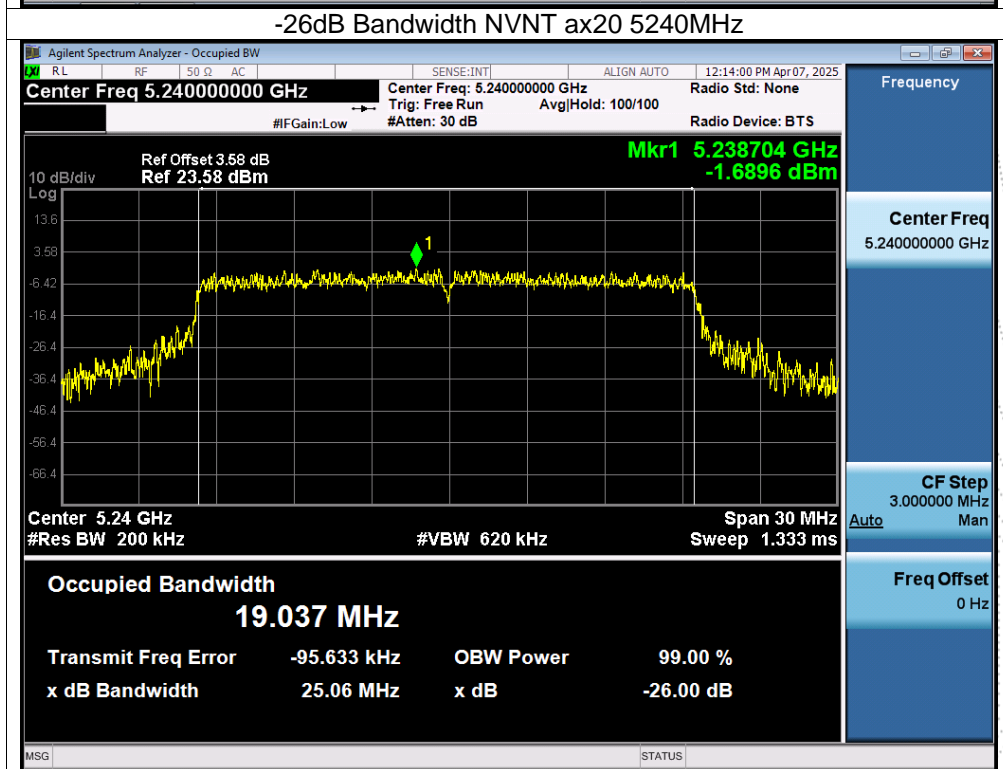 -26dB Bandwidth NVNT ax20 5240MHz
Agilent Spectrum Analyzer - Occupied BW
LXI RL RF 50 Ω AC SENSE:INT ALIGN AUTO 12:14:00 PM Apr 07, 2025
Center Freq 5.240000000 GHz Center Freq: 5.240000000 GHz Radio Std: None
Trig: Free Run Avg|Hold: 100/100
#IFGain:Low #Atten: 30 dB Radio Device: BTS
Frequency
Ref Offset 3.58 dB Mkr1 5.238704 GHz
10 dB/div Ref 23.58 dBm -1.6896 dBm
Log
13.6
3.58
-6.42
-16.4
-26.4
-36.4
-46.4
-56.4
-66.4
1
Center 5.24 GHz Span 30 MHz
#Res BW 200 kHz #VBW 620 kHz Sweep 1.333 ms
Center Freq
5.240000000 GHz
CF Step
3.000000 MHz
Auto Man
Freq Offset
0 Hz
Occupied Bandwidth
19.037 MHz
Transmit Freq Error -95.633 kHz OBW Power 99.00 %
x dB Bandwidth 25.06 MHz x dB -26.00 dB
MSG STATUS